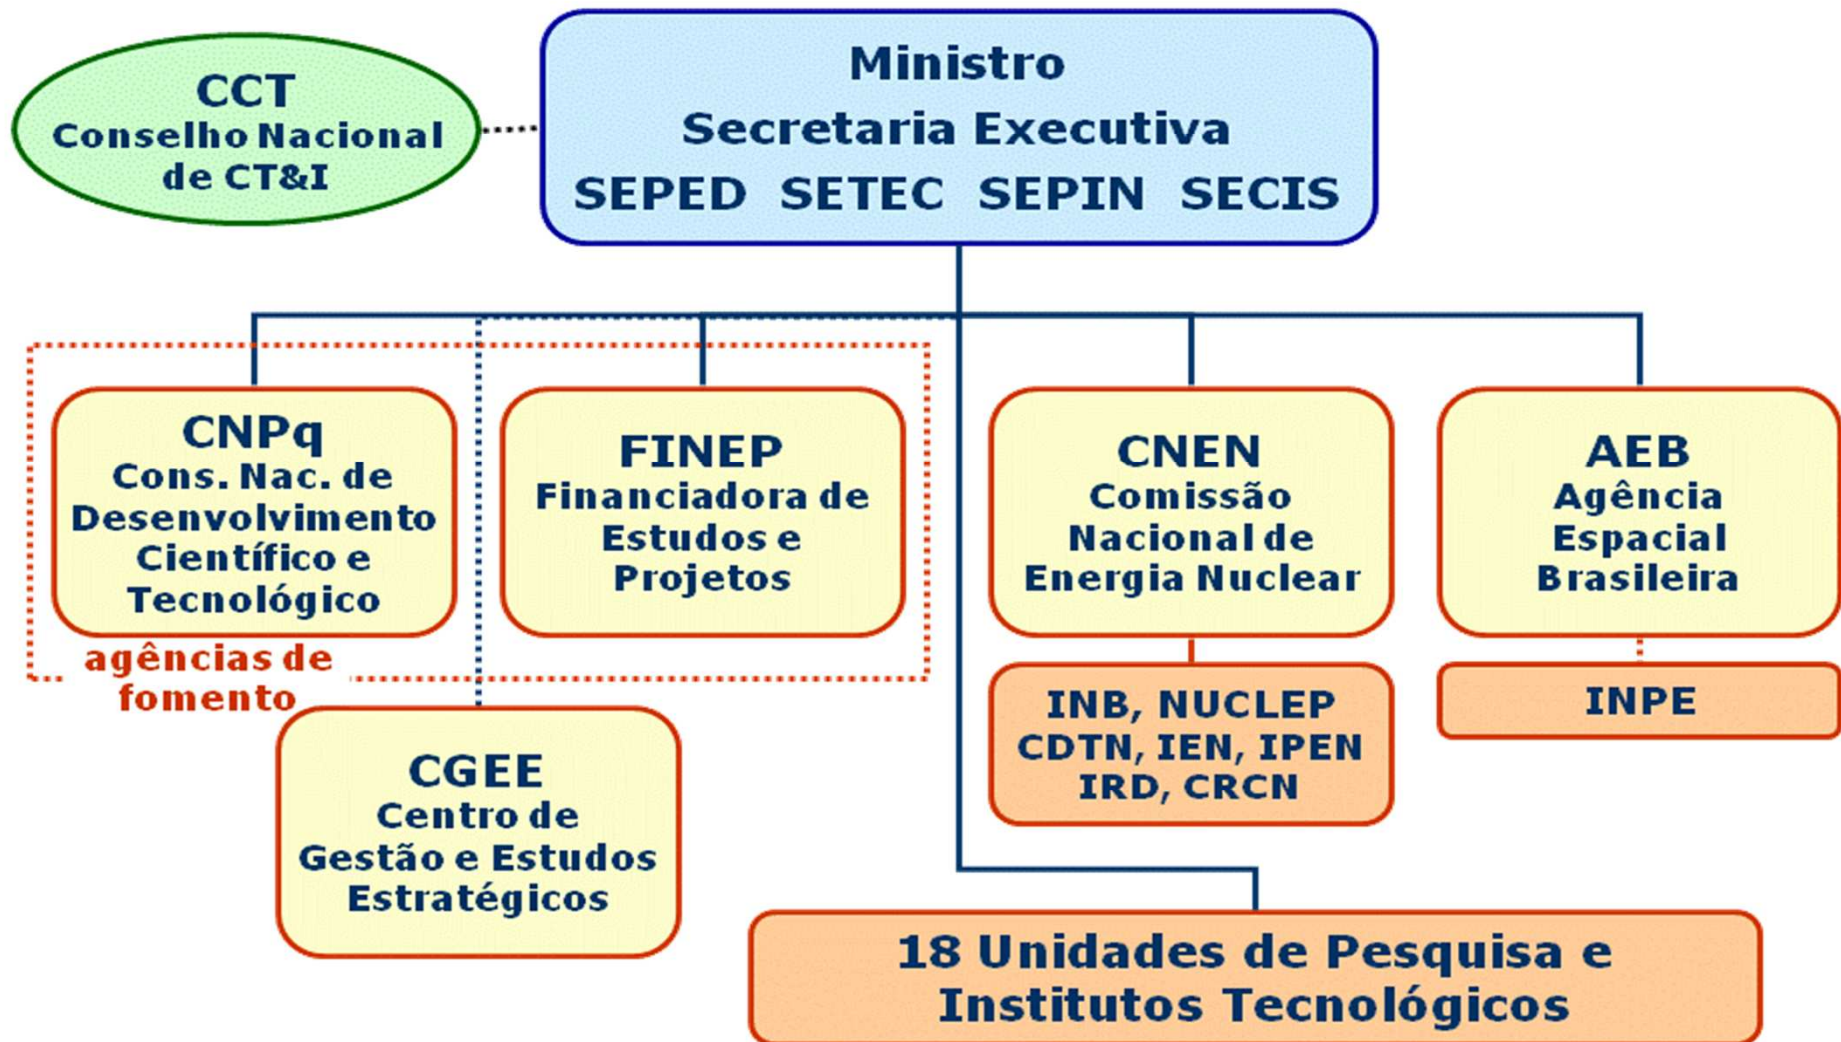 CCT
Conselho Nacional
de CT&I
Ministro
Secretaria Executiva
SEPED SETEC SEPIN SECIS
CNPq
Cons. Nac. de
Desenvolvimento
Científico e
Tecnológico
FINEP
Financiadora de
Estudos e
Projetos
CNEN
Comissão
Nacional de
Energia Nuclear
AEB
Agência
Espacial
Brasileira
agências de
fomento
INB, NUCLEP
CDTN, IEN, IPEN
IRD, CRCN
INPE
CGEE
Centro de
Gestão e Estudos
Estratégicos
18 Unidades de Pesquisa e
Institutos Tecnológicos